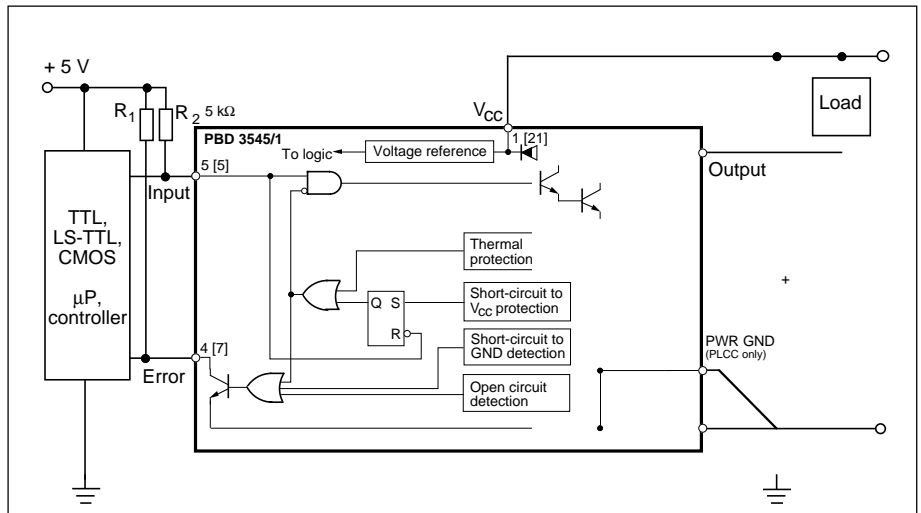 + 5 V
R1
R2
5 kΩ
VCC
Load
PBD 3545/1
1 [21]
To logic
Voltage reference
5 [5]
Input
Output
TTL,
LS-TTL,
CMOS
µP,
controller
Thermal
protection
Q S
R
Short-circuit to
VCC protection
Short-circuit to
GND detection
Open circuit
detection
+
PWR GND
(PLCC only)
4 [7]
Error